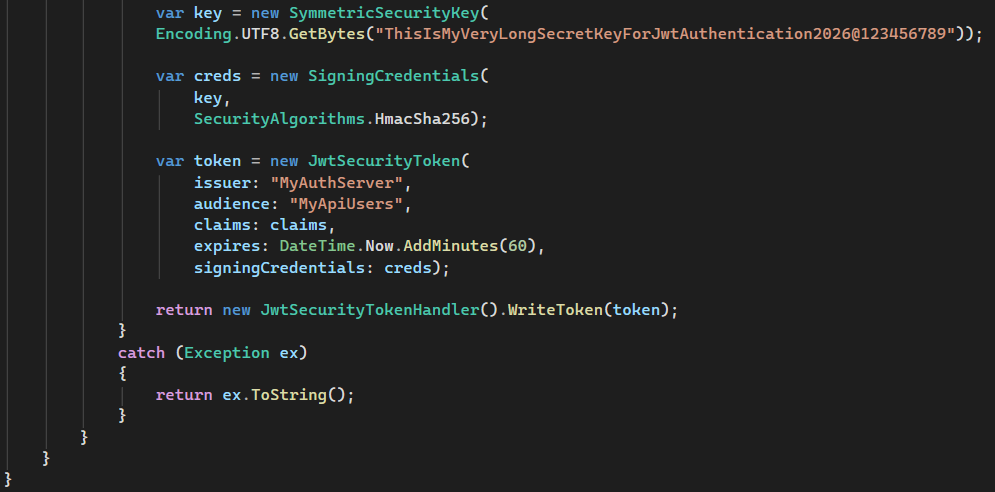 var key = new SymmetricSecurityKey(
Encoding.UTF8.GetBytes("ThisIsMyVeryLongSecretKeyForJwtAuthentication2026@123456789"));
var creds = new SigningCredentials(
key,
SecurityAlgorithms.HmacSha256);
var token = new JwtSecurityToken(
issuer: "MyAuthServer",
audience: "MyApiUsers",
claims: claims,
expires: DateTime.Now.AddMinutes(60),
signingCredentials: creds);
return new JwtSecurityTokenHandler().WriteToken(token);
}
catch (Exception ex)
{
return ex.ToString();
}
}
}
}